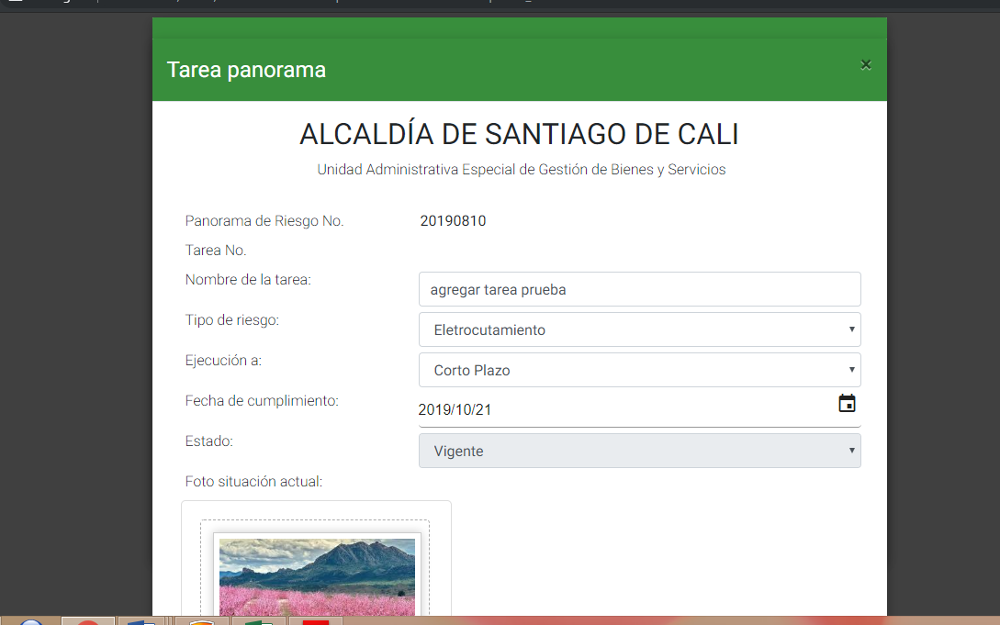 Tarea panorama
×
ALCALDÍA DE SANTIAGO DE CALI
Unidad Administrativa Especial de Gestión de Bienes y Servicios
Panorama de Riesgo No. 20190810
Tarea No.
Nombre de la tarea: agregar tarea prueba
Tipo de riesgo: Eletrocutamiento
Ejecución a: Corto Plazo
Fecha de cumplimiento: 2019/10/21
Estado: Vigente
Foto situación actual: